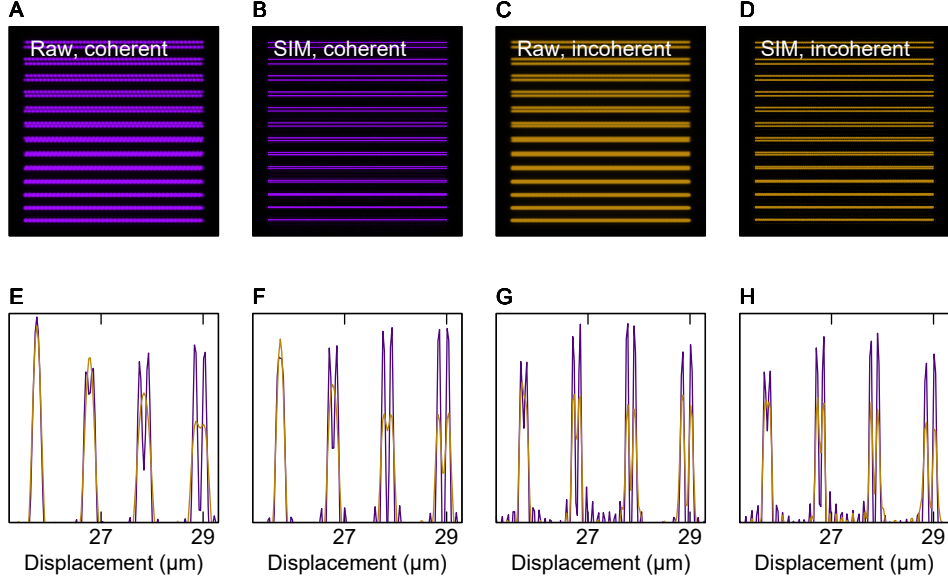 A B C D
Raw, coherent SIM, coherent Raw, incoherent SIM, incoherent
E F G H
27 29 27 29 27 29 27 29
Displacement (µm) Displacement (µm) Displacement (µm) Displacement (µm)